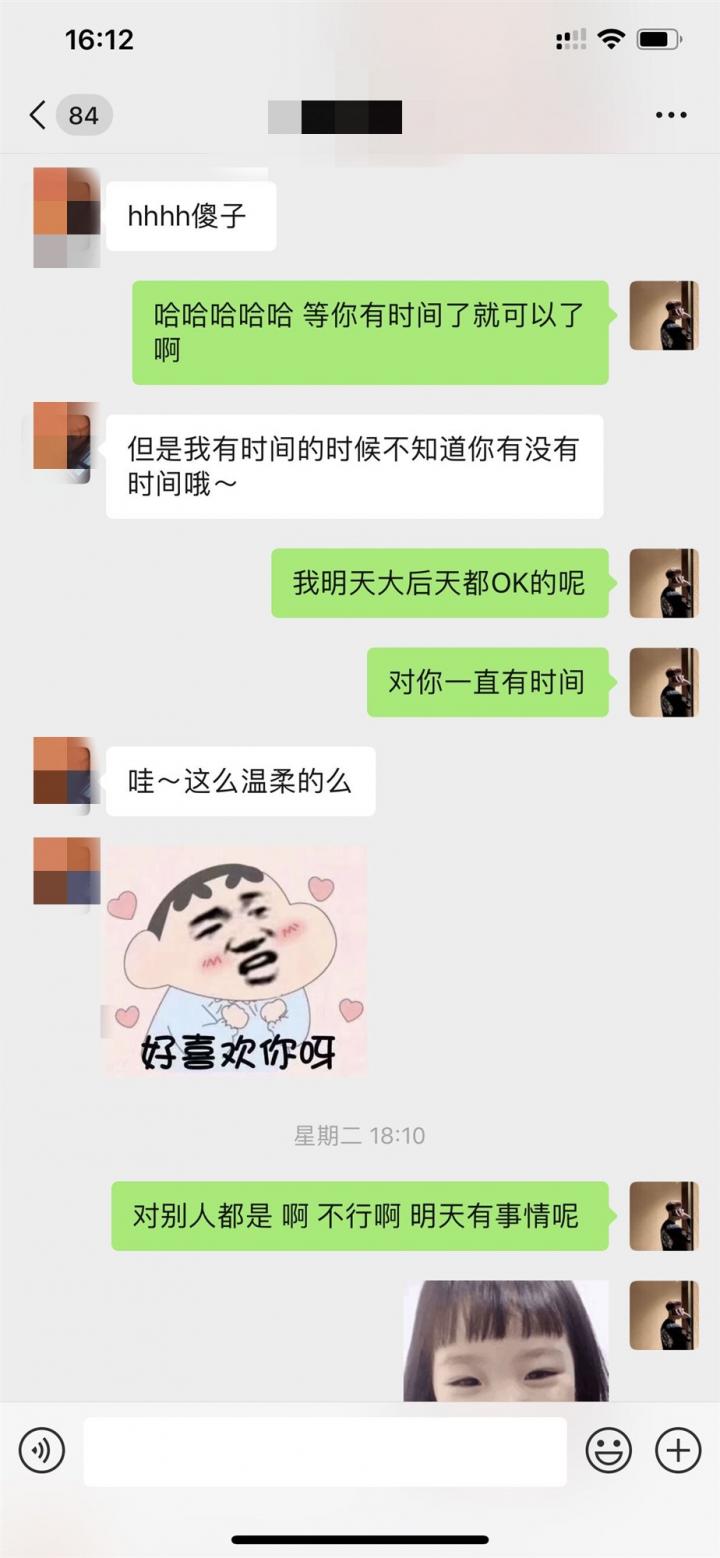 16:12
84
hhhh傻子
哈哈哈哈哈 等你有时间了就可以了
啊
但是我有时间的时候不知道你有没有
时间哦～
我明天大后天都OK的呢
对你一直有时间
哇～这么温柔的么
好喜欢你呀
星期二 18:10
对别人都是 啊 不行啊 明天有事情呢